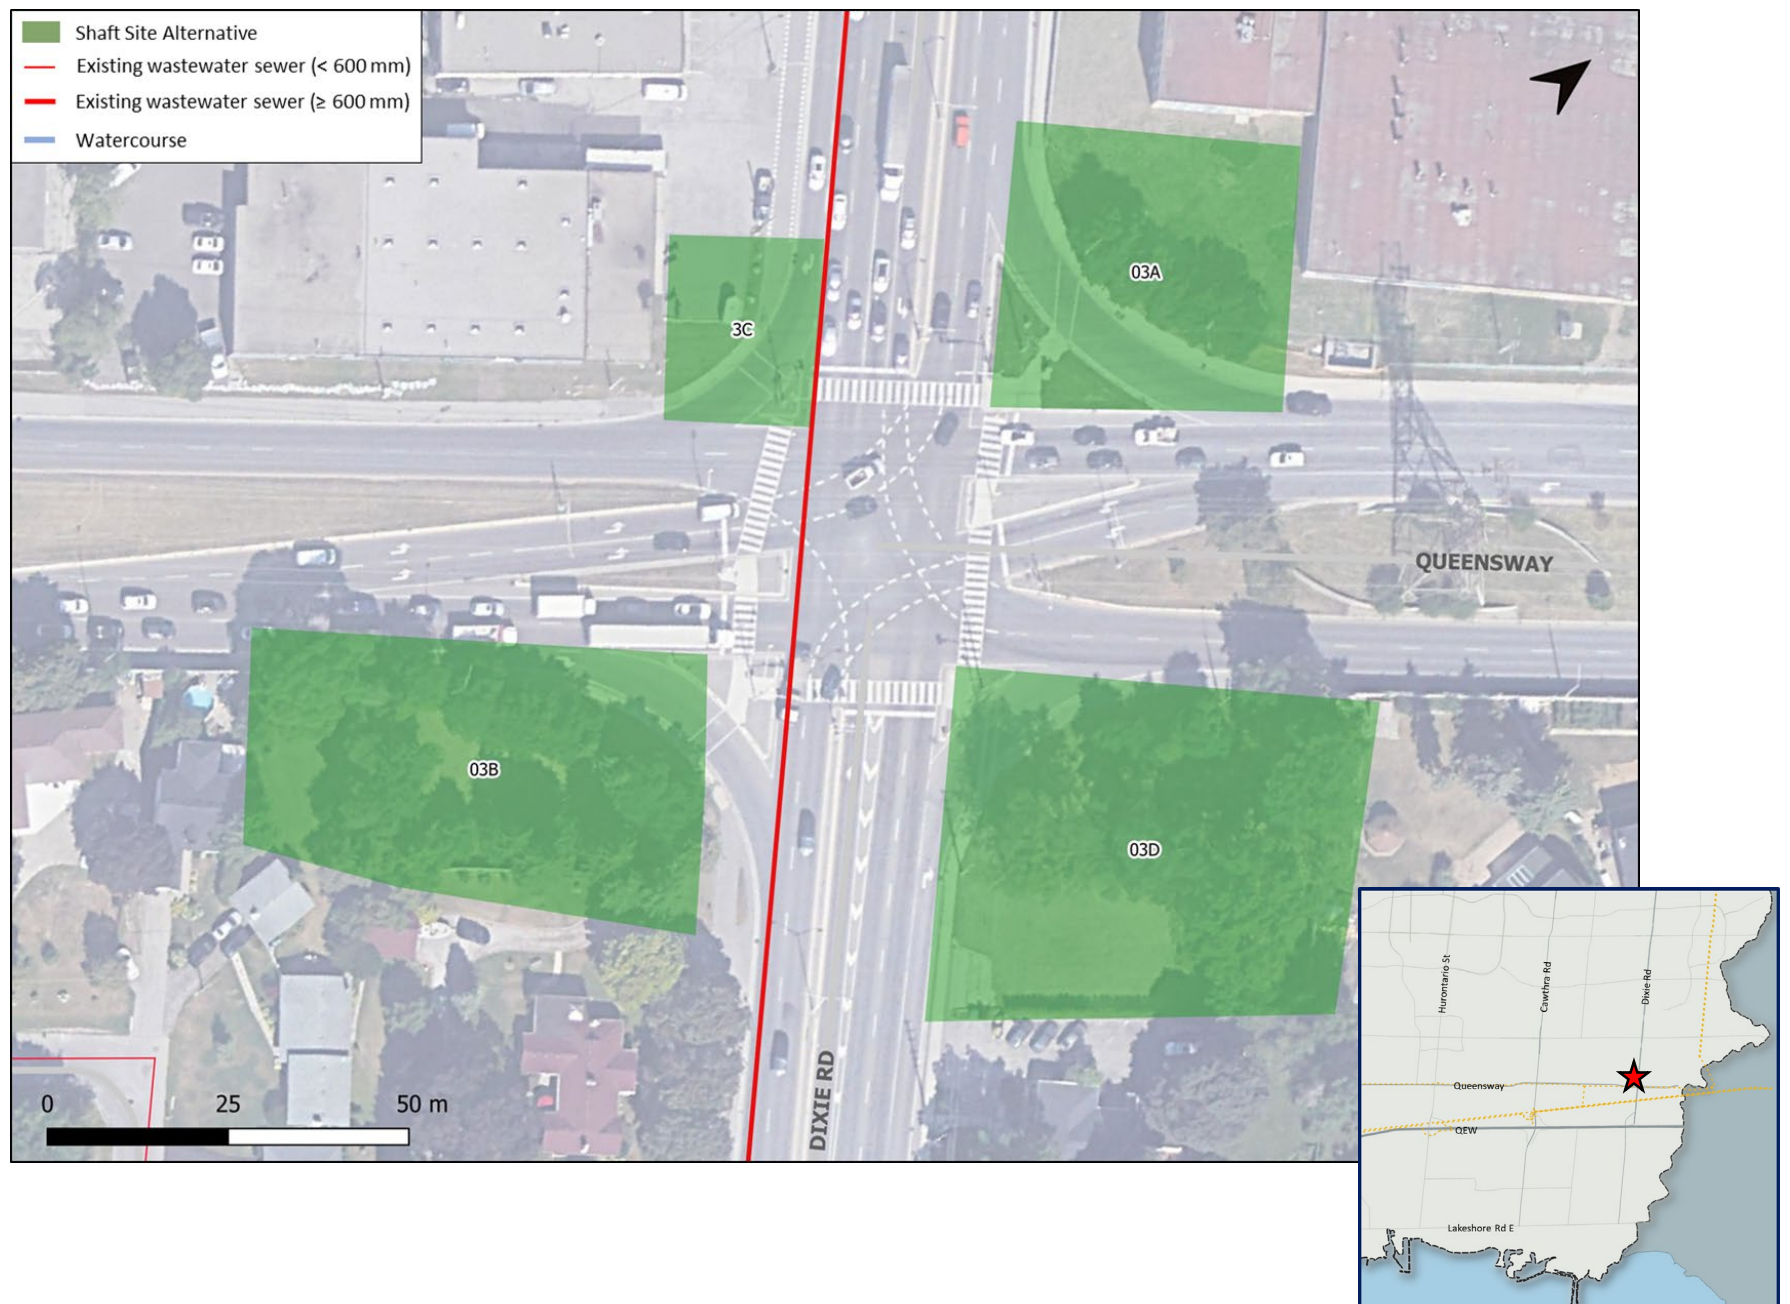 Shaft Site Alternative
Existing wastewater sewer (< 600 mm)
Existing wastewater sewer (≥ 600 mm)
Watercourse
03A
3C
QUEENSWAY
03B
03D
DIXIE RD
0 25 50 m
Hurontario St
Cawthra Rd
Dixie Rd
Queensway
QEW
Lakeshore Rd E